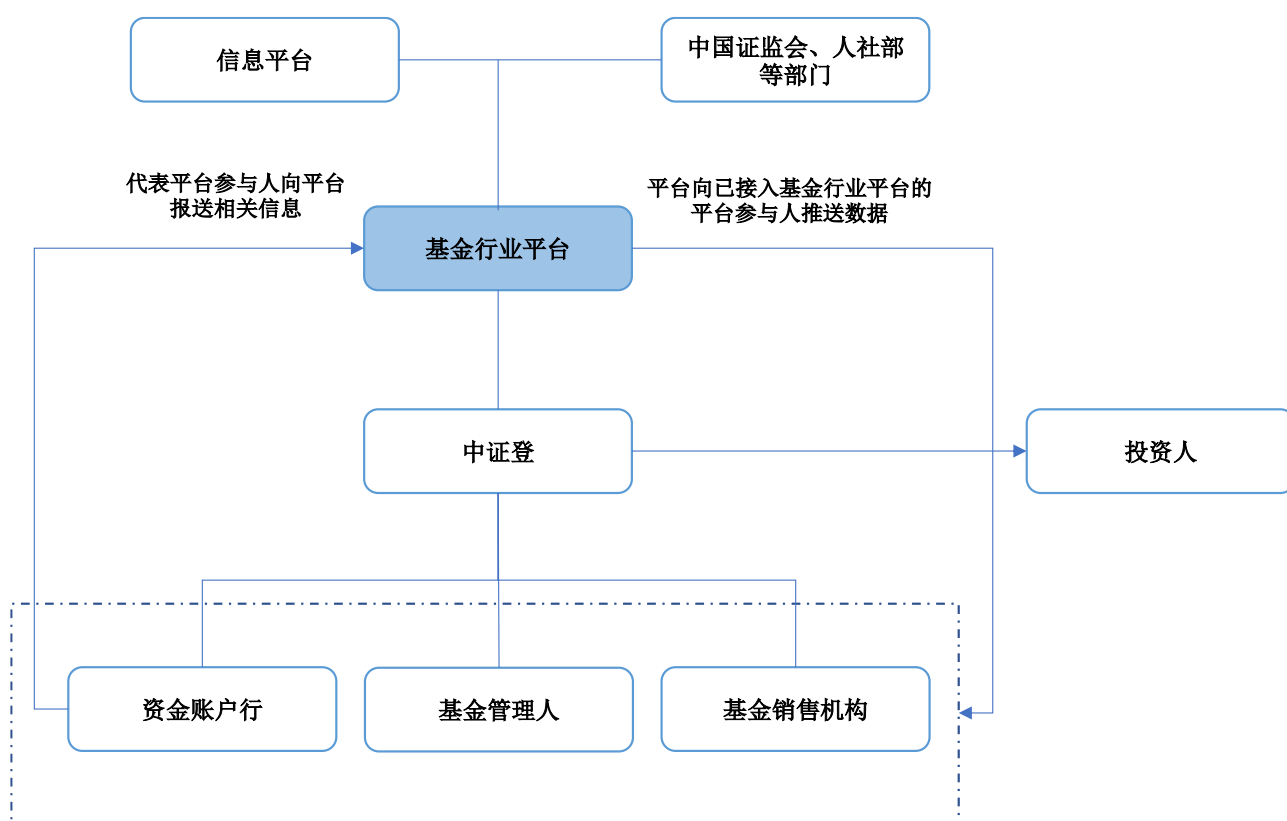 信息平台
中国证监会、人社部
等部门
代表平台参与人向平台
报送相关信息
平台向已接入基金行业平台的
平台参与人推送数据
基金行业平台
中证登
投资人
资金账户行
基金管理人
基金销售机构